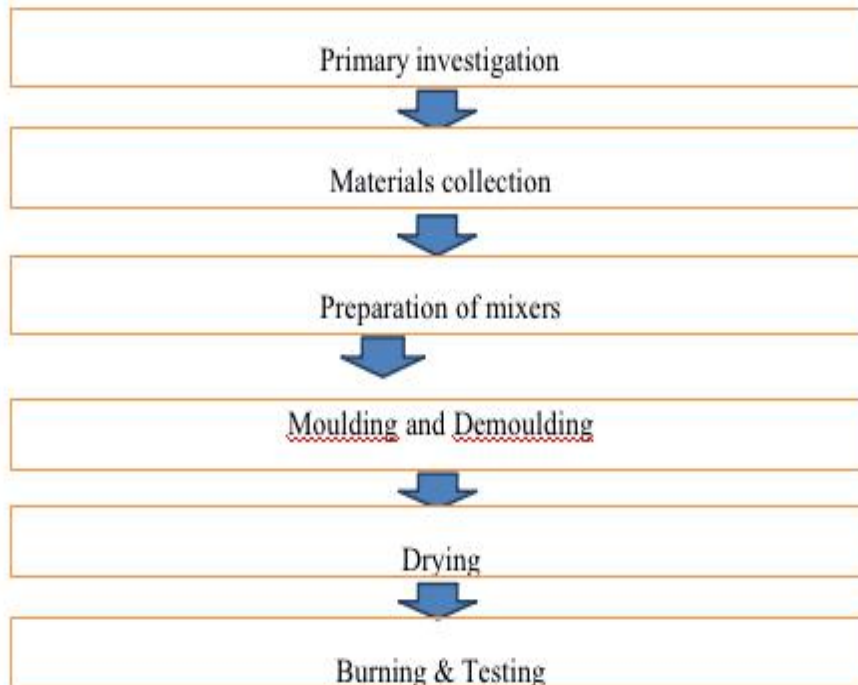 Primary investigation
Materials collection
Preparation of mixers
Moulding and Demoulding
Drying
Burning & Testing